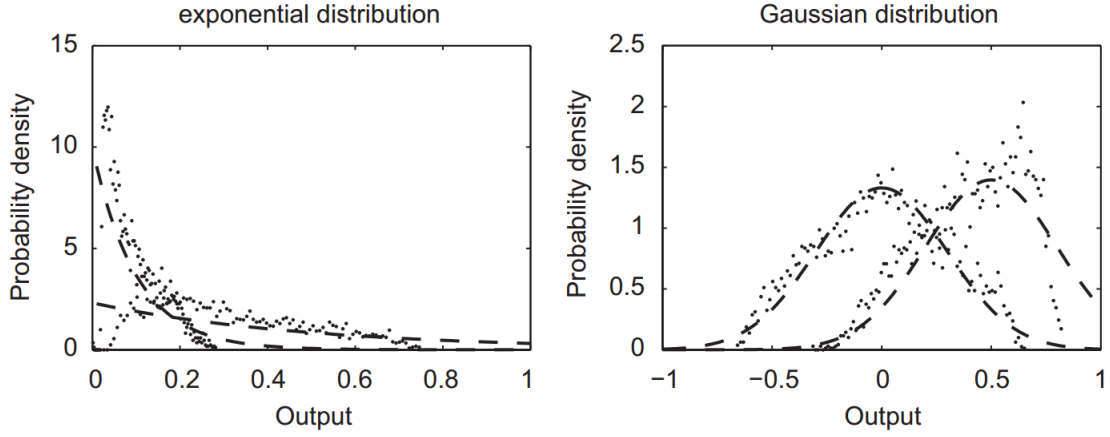 exponential distribution
Probability density
15
10
5
0
0 0.2 0.4 0.6 0.8 1
Output
Gaussian distribution
Probability density
2.5
2
1.5
1
0.5
0
−1 −0.5 0 0.5 1
Output